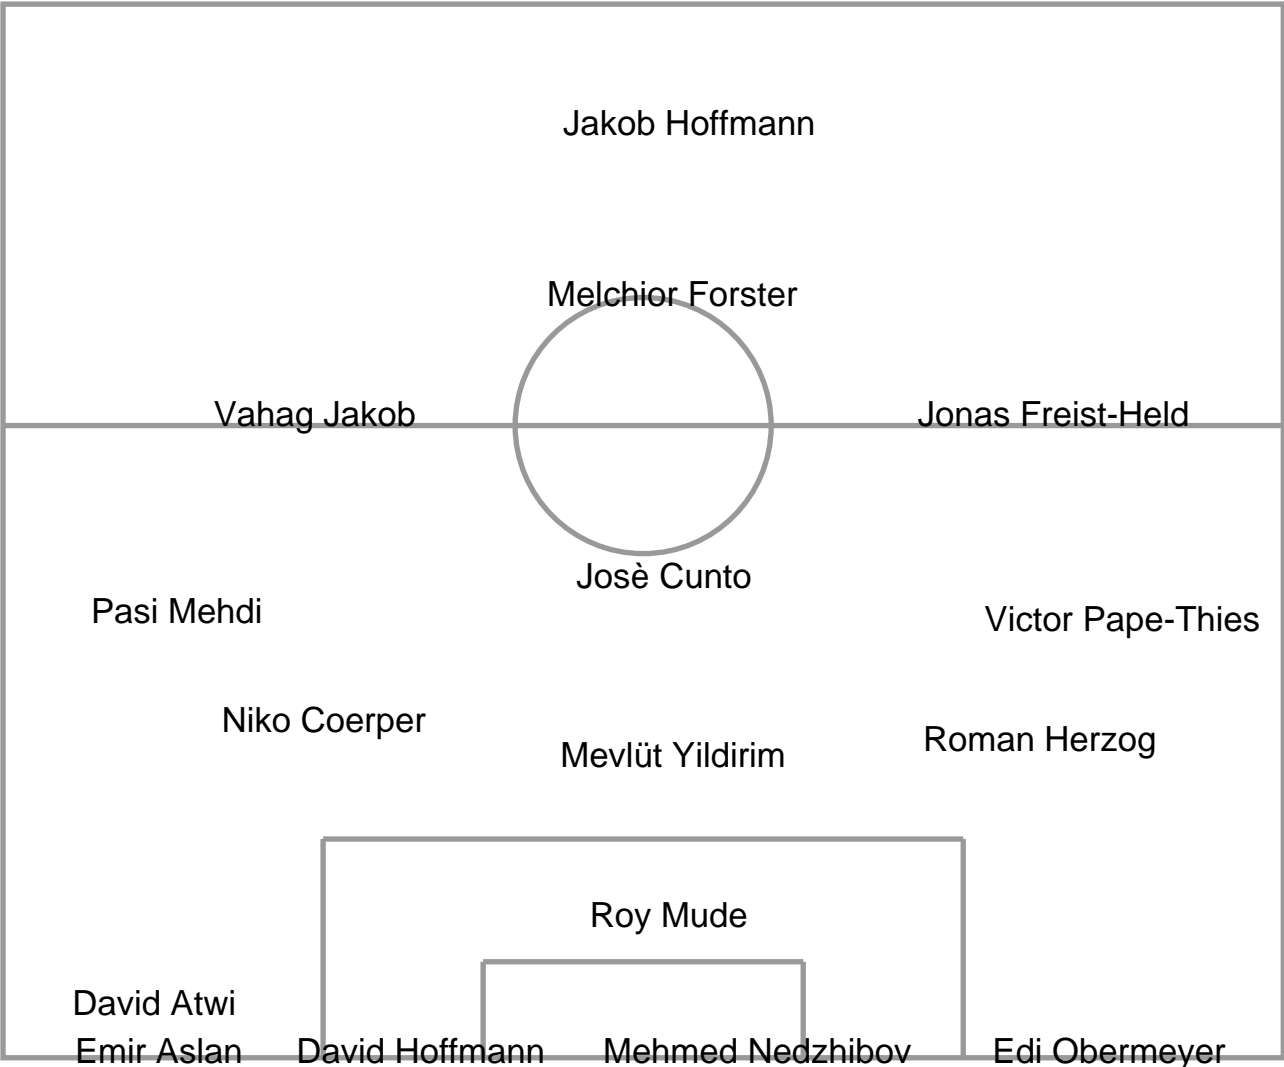 Jakob Hoffmann
Melchior Forster
Vahag Jakob
Jonas Freist-Held
Josè Cunto
Pasi Mehdi
Victor Pape-Thies
Niko Coerper
Roman Herzog
Mevlüt Yildirim
Roy Mude
David Atwi
Emir Aslan
David Hoffmann
Mehmed Nedzhibov
Edi Obermeyer